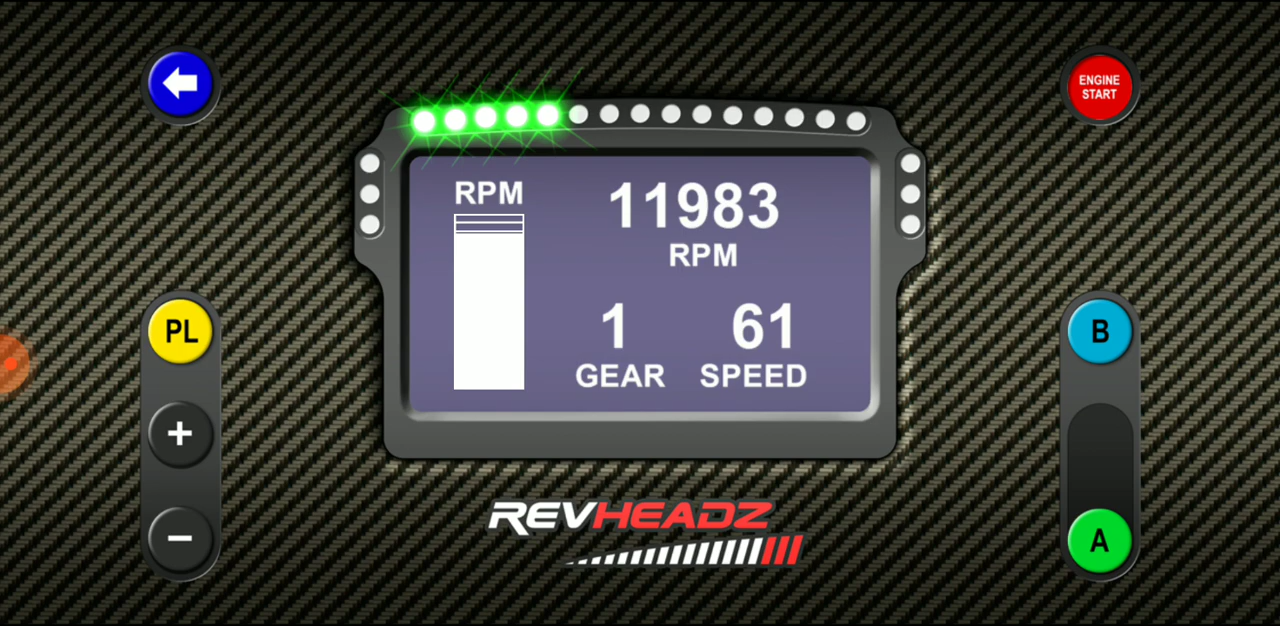 ENGINE
START
RPM
11983
RPM
1
61
GEAR
SPEED
PL
B
+
−
A
REVHEADZ